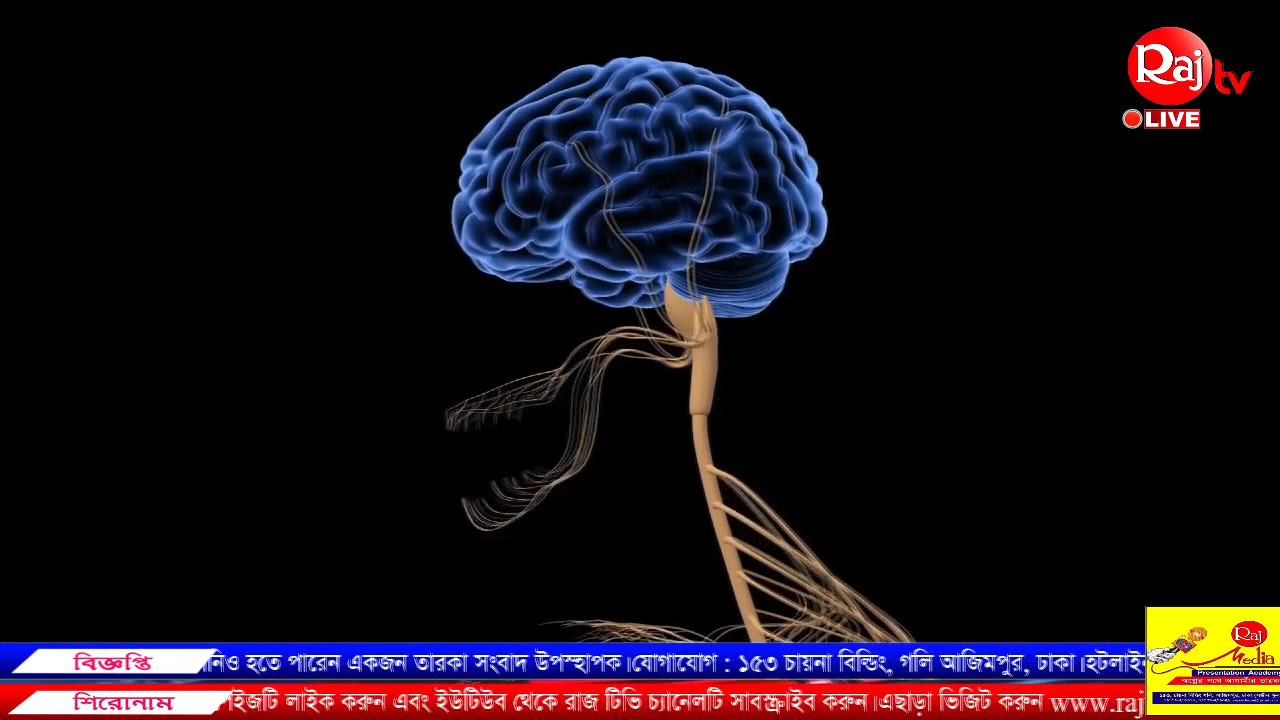 Raj tv
LIVE
বিজ্ঞপ্তি
নিও হতে পারেন একজন তারকা সংবাদ উপস্থাপক।যোগাযোগ : ১৫৩ চায়না বিল্ডিং, গলি আজিমপুর, ঢাকা।হটলাইন
শিরোনাম
ইজটি লাইক করুন এবং ইউটিউব থেকে রাজ টিভি চ্যানেলটি সাবস্ক্রাইব করুন।এছাড়া ভিজিট করুন www.raj
Raj
Media
Presentation Academy